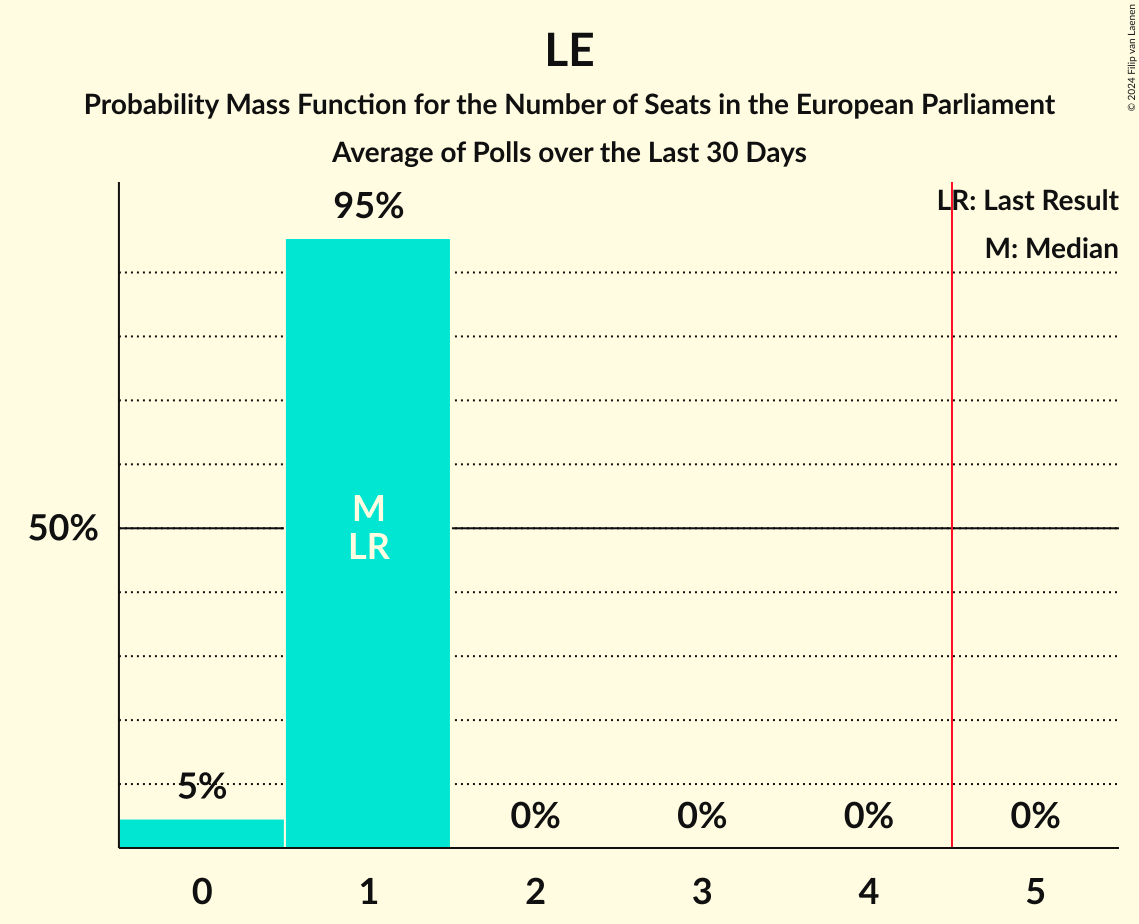 LE
Probability Mass Function for the Number of Seats in the European Parliament
Average of Polls over the Last 30 Days
© 2024 Filip van Laenen
LR: Last Result
M: Median
95%
50%
M
LR
5%
0%
0%
0%
0%
0
1
2
3
4
5